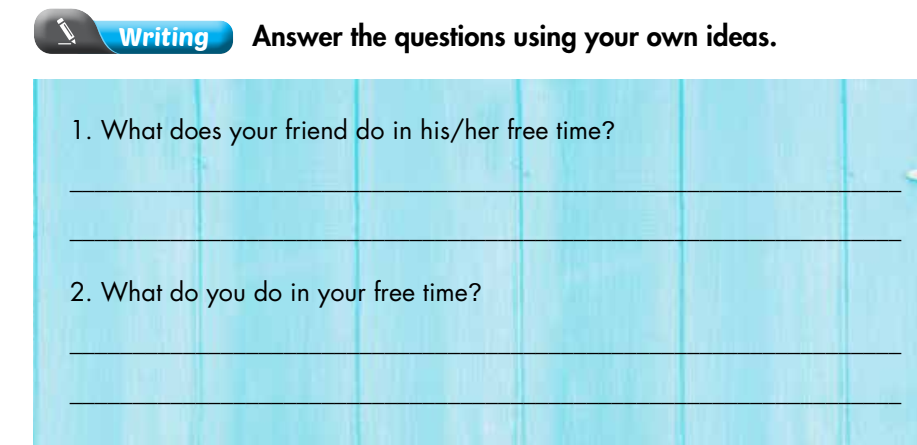 Writing Answer the questions using your own ideas.
1. What does your friend do in his/her free time?
2. What do you do in your free time?